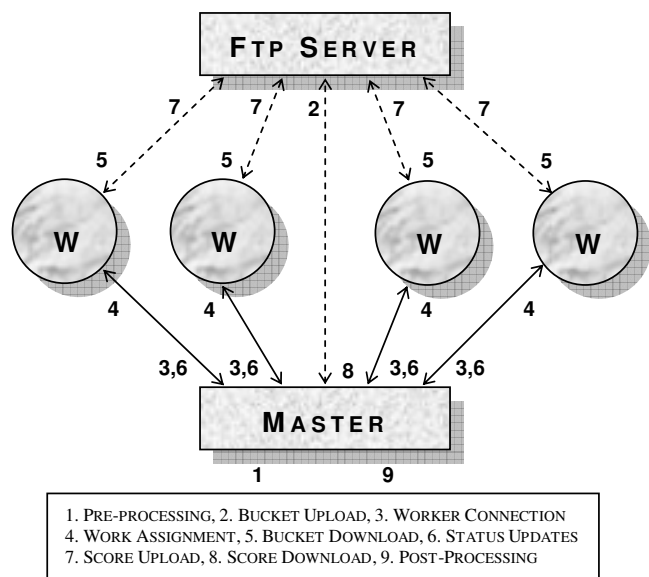 FTP SERVER
7 7 2 7 7
5 5 5 5
W W W W
4 4 4 4
3,6 3,6 8 3,6 3,6
MASTER
1 9
1. PRE-PROCESSING, 2. BUCKET UPLOAD, 3. WORKER CONNECTION
4. WORK ASSIGNMENT, 5. BUCKET DOWNLOAD, 6. STATUS UPDATES
7. SCORE UPLOAD, 8. SCORE DOWNLOAD, 9. POST-PROCESSING